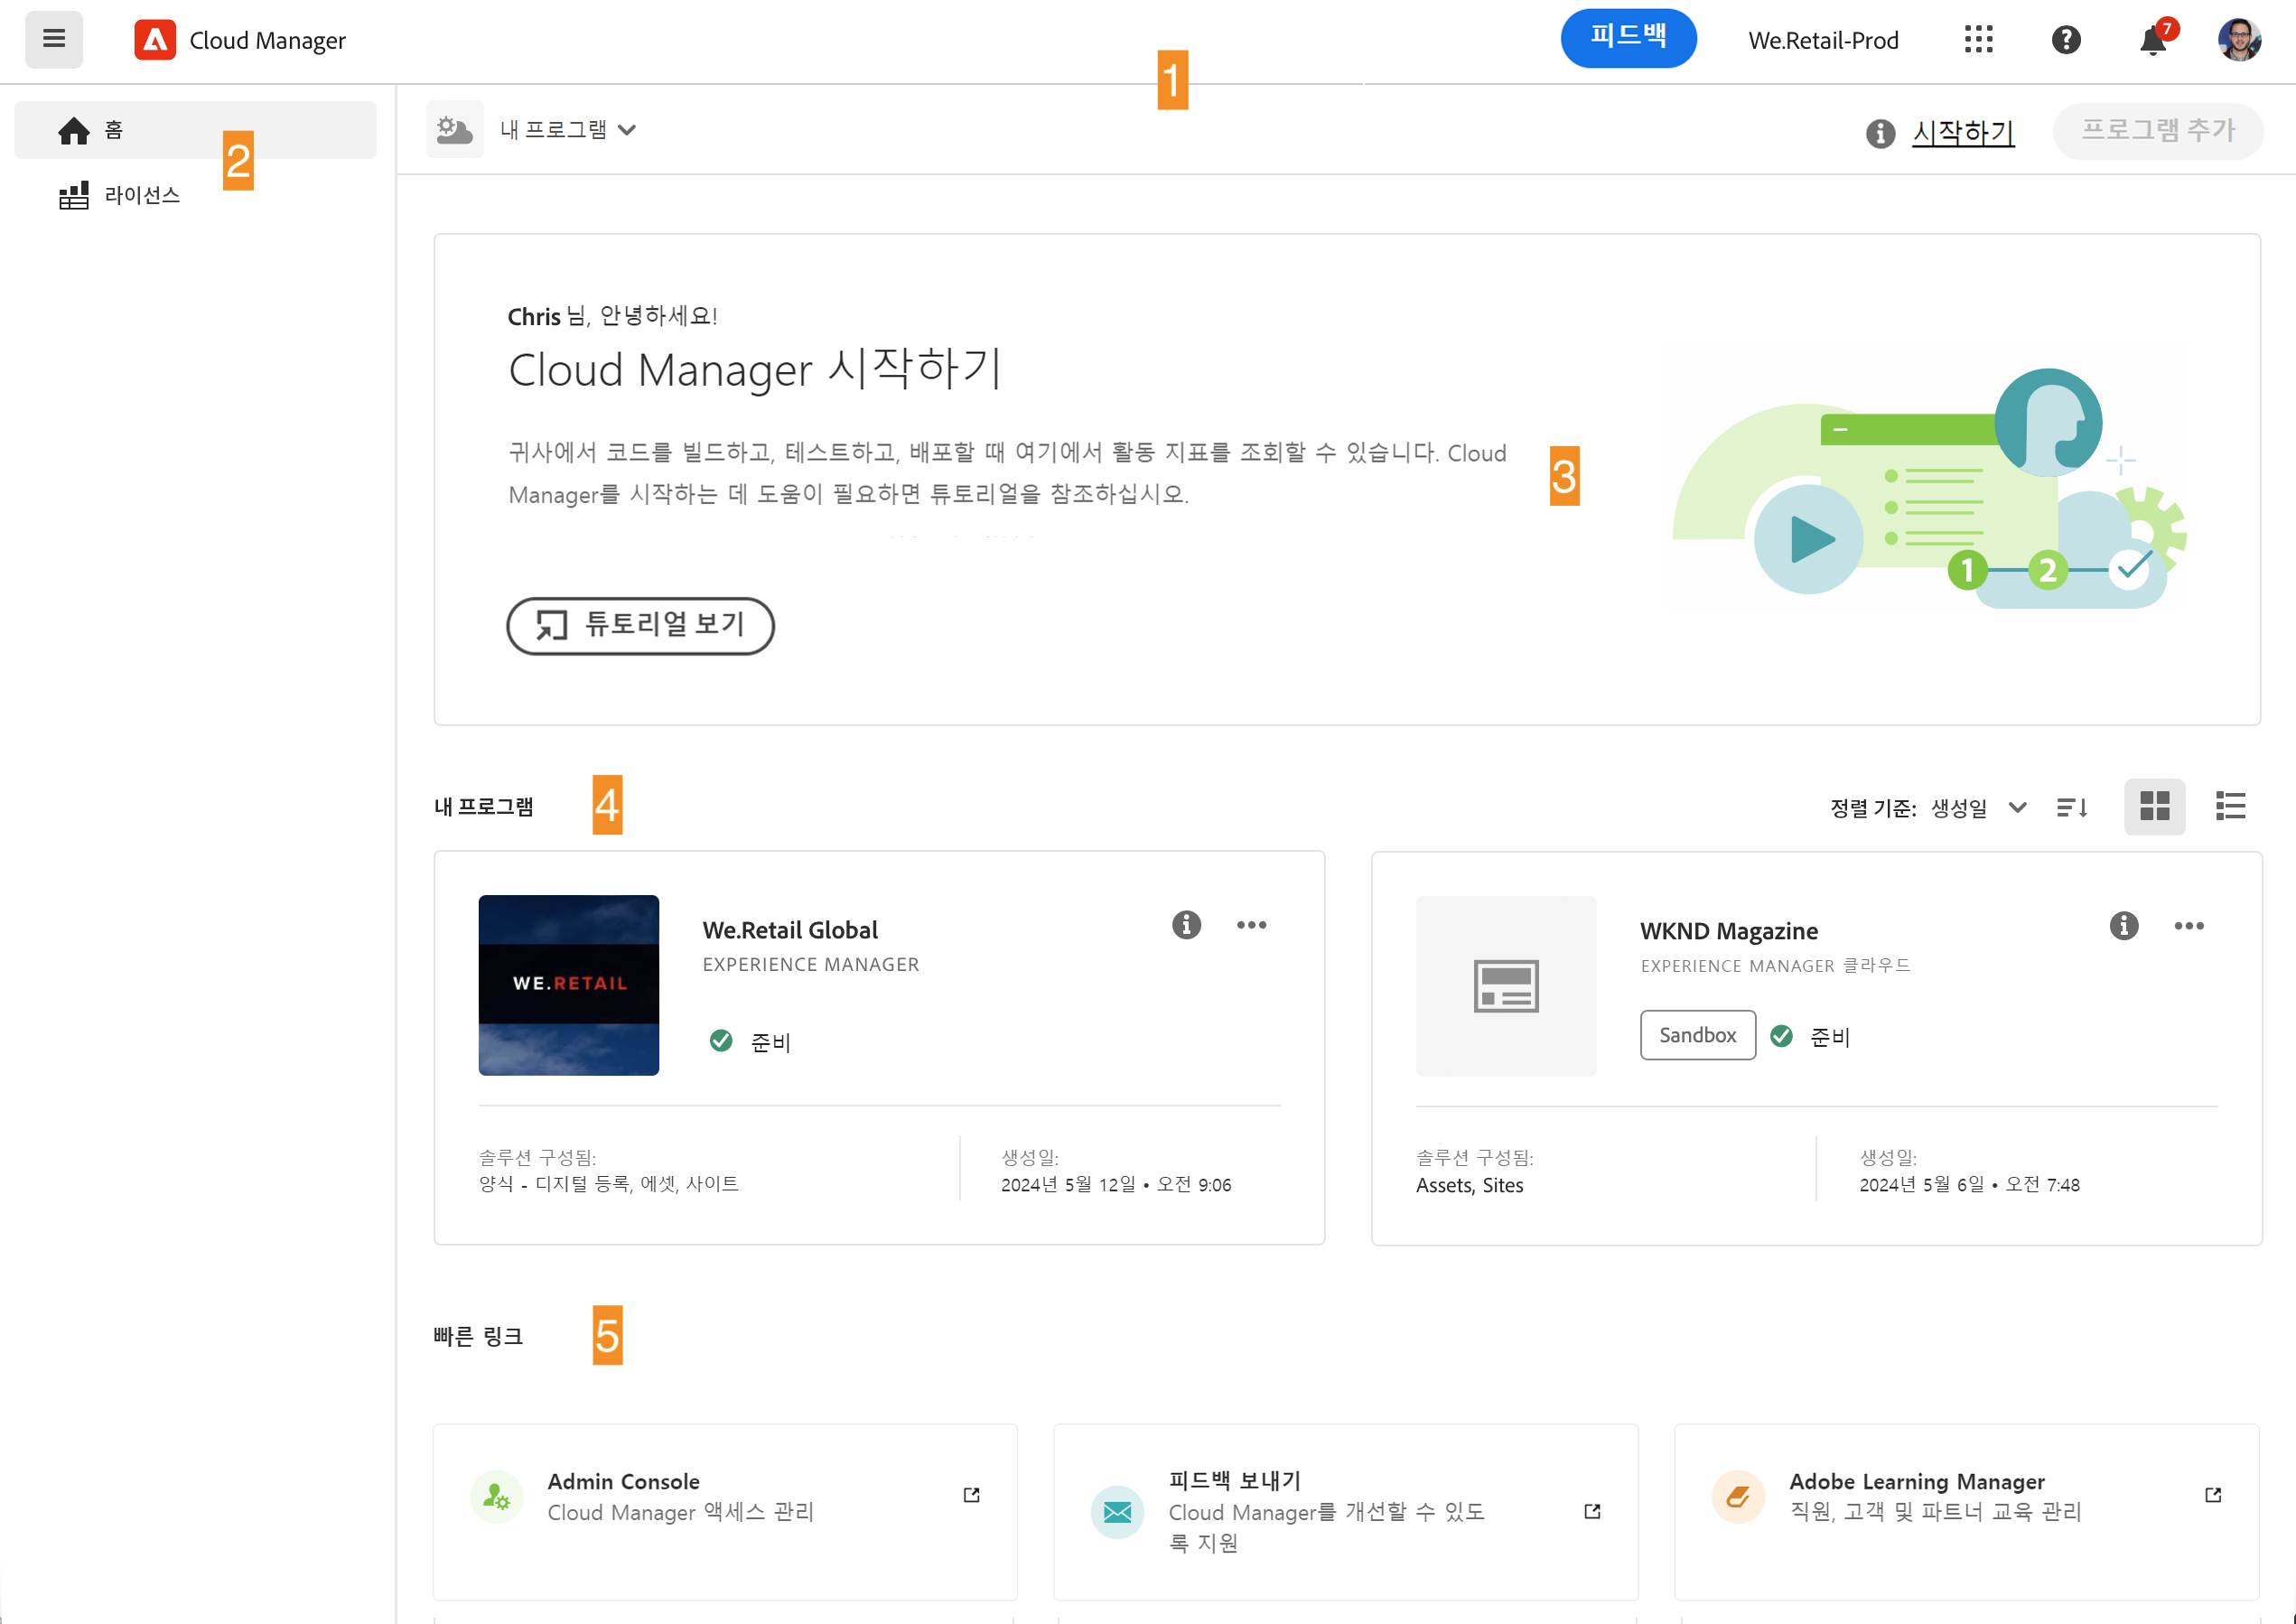 Cloud Manager
피드백
We.Retail-Prod
7
1
홈
2
라이선스
내 프로그램
시작하기
프로그램 추가
Chris 님, 안녕하세요!
Cloud Manager 시작하기
귀사에서 코드를 빌드하고, 테스트하고, 배포할 때 여기에서 활동 지표를 조회할 수 있습니다. Cloud
Manager를 시작하는 데 도움이 필요하면 튜토리얼을 참조하십시오.
3
1 2
튜토리얼 보기
내 프로그램
4
정렬 기준: 생성일
WE.RETAIL
We.Retail Global
EXPERIENCE MANAGER
준비
솔루션 구성됨:
양식 - 디지털 등록, 에셋, 사이트
생성일:
2024년 5월 12일 • 오전 9:06
WKND Magazine
EXPERIENCE MANAGER 클라우드
Sandbox
준비
솔루션 구성됨:
Assets, Sites
생성일:
2024년 5월 6일 • 오전 7:48
빠른 링크
5
Admin Console
Cloud Manager 액세스 관리
피드백 보내기
Cloud Manager를 개선할 수 있도
록 지원
Adobe Learning Manager
직원, 고객 및 파트너 교육 관리